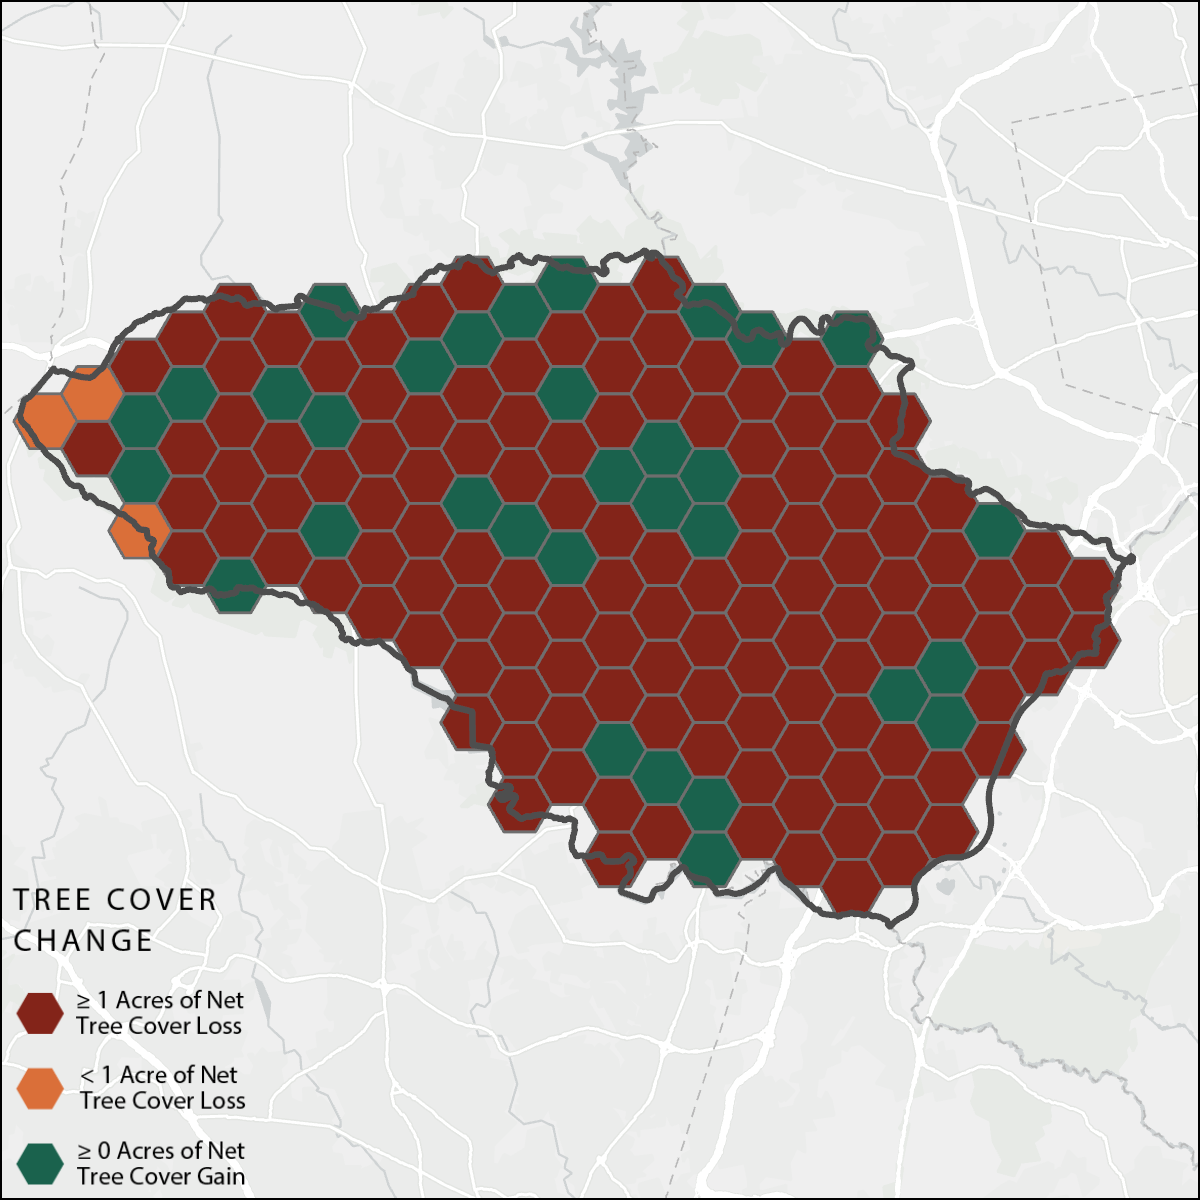 TREE COVER
CHANGE
≥ 1 Acres of Net
Tree Cover Loss
< 1 Acre of Net
Tree Cover Loss
≥ 0 Acres of Net
Tree Cover Gain